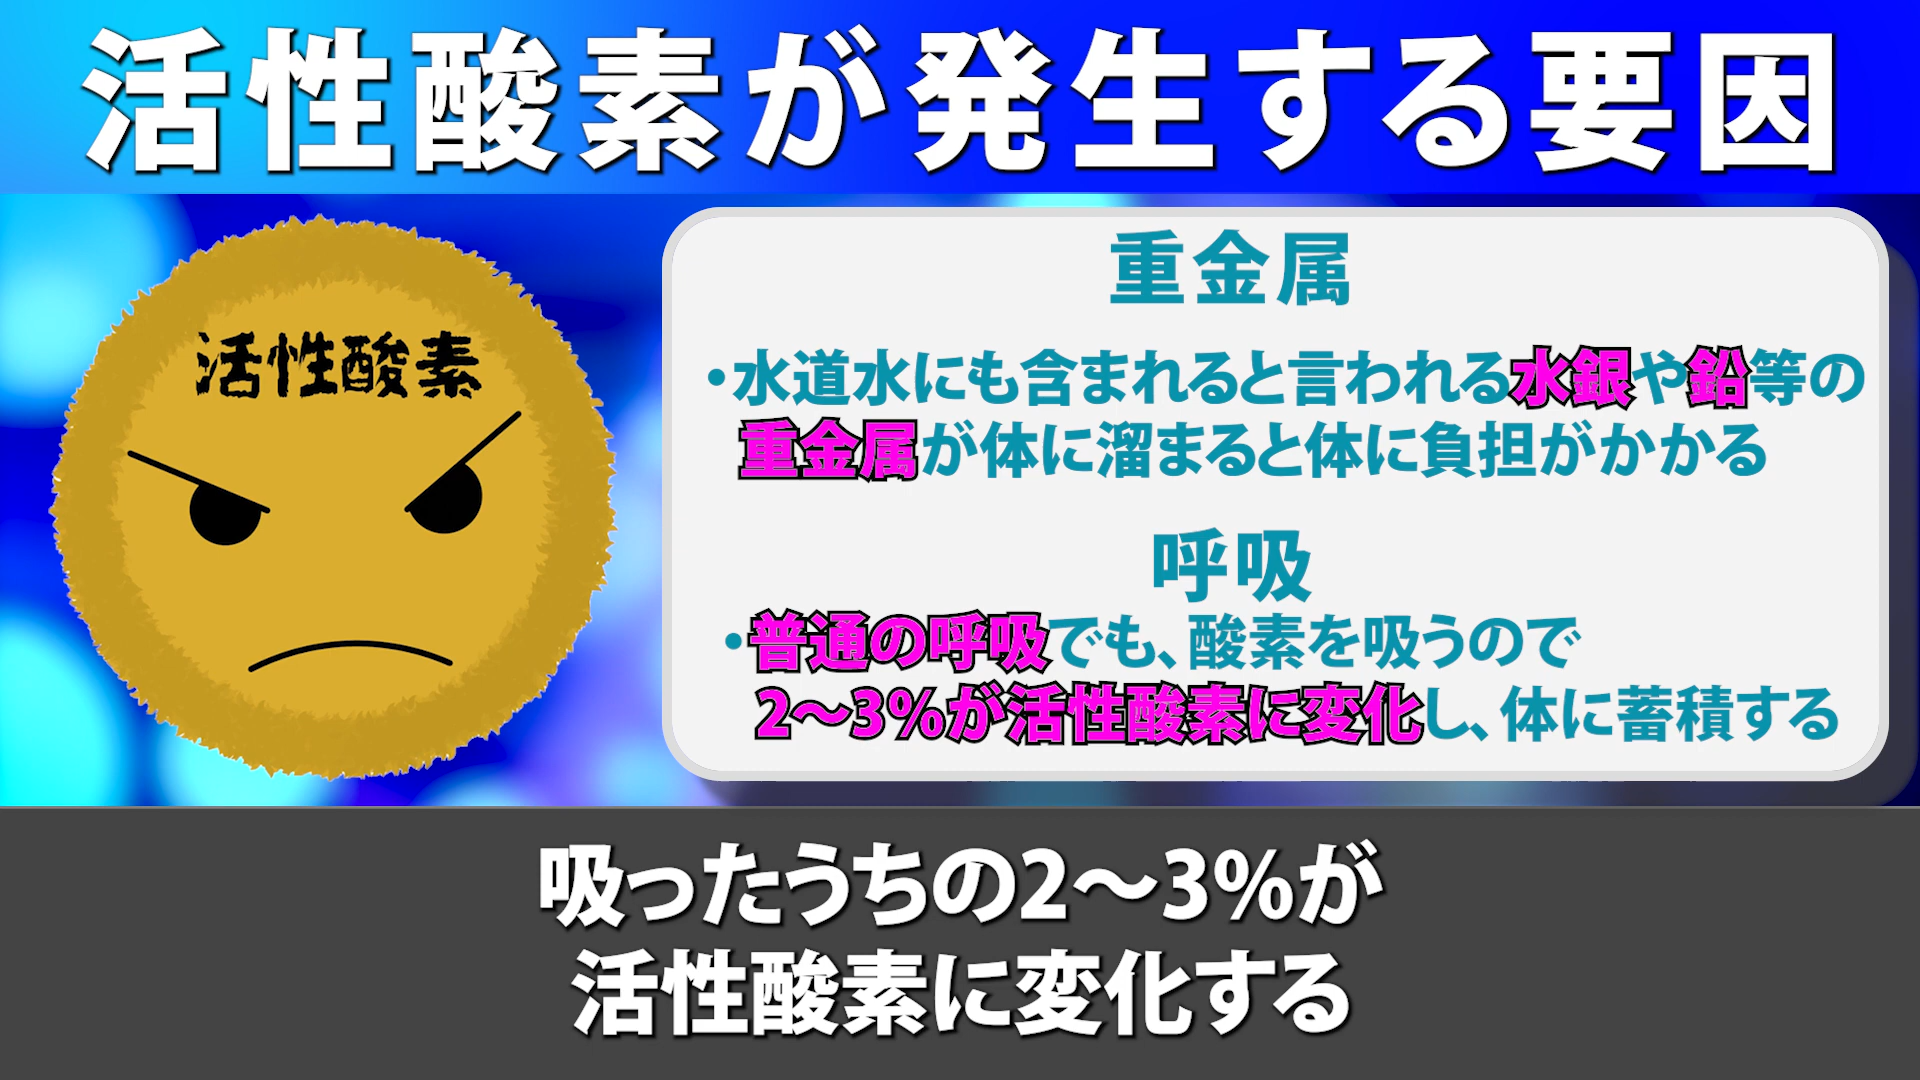 活性酸素が発生する要因
活性酸素
重金属
・水道水にも含まれると言われる水銀や鉛等の
重金属が体に溜まると体に負担がかかる
呼吸
・普通の呼吸でも、酸素を吸うので
2〜3%が活性酸素に変化し、体に蓄積する
吸ったうちの2〜3%が
活性酸素に変化する